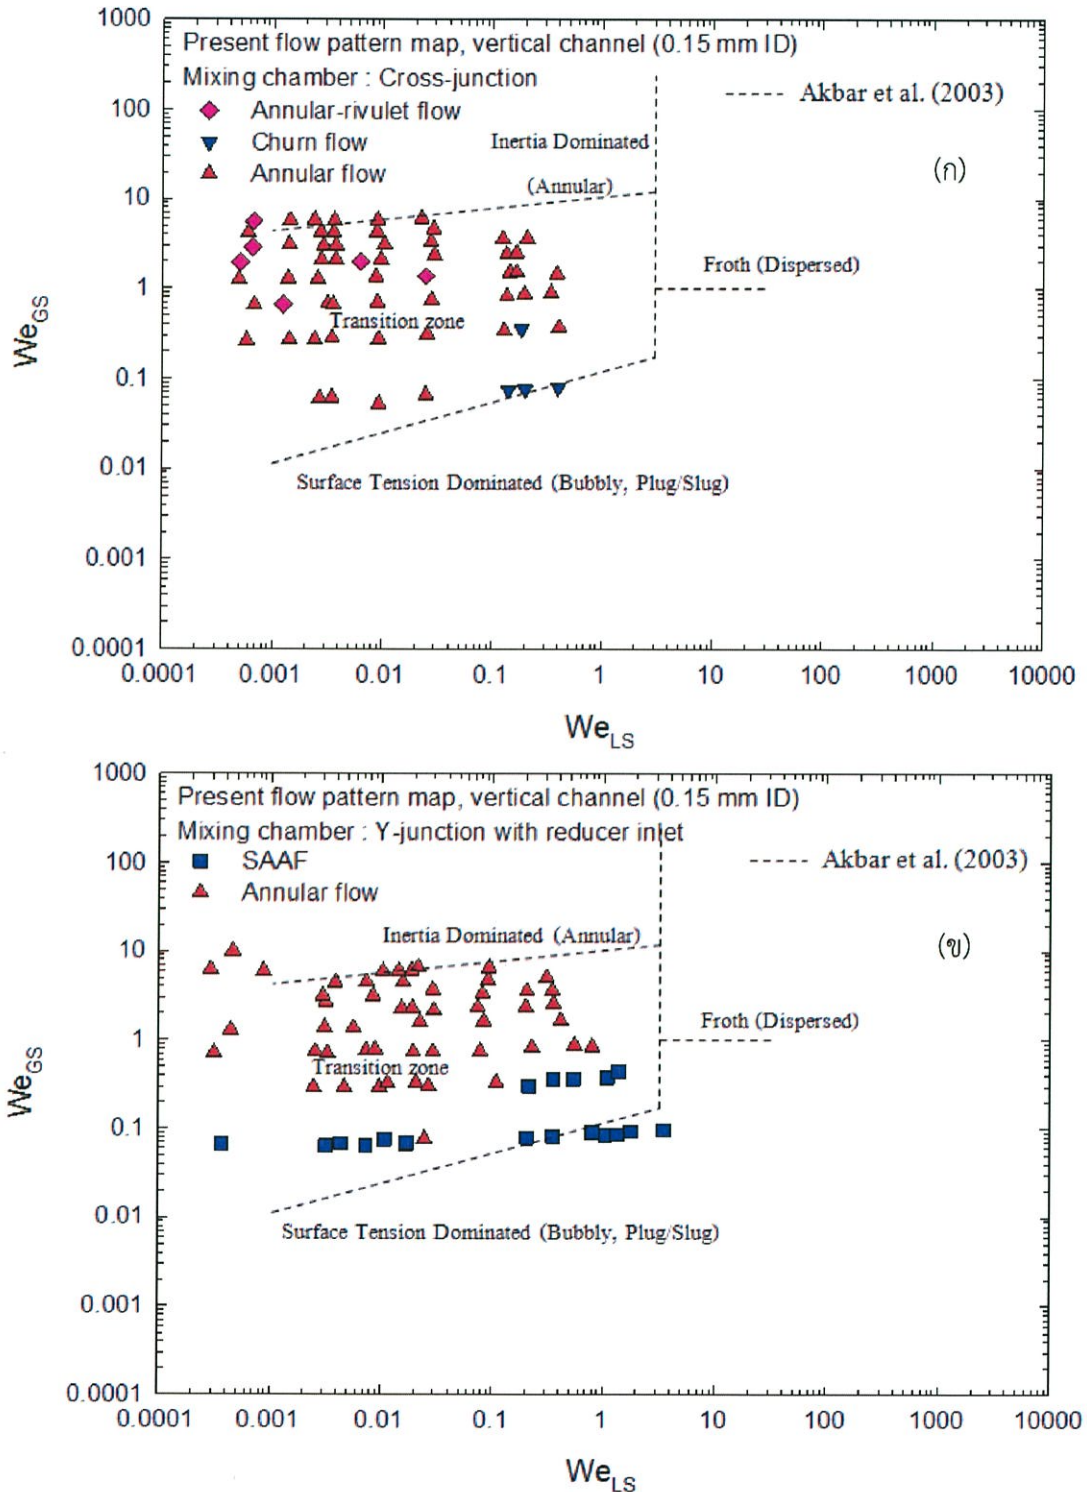 1000
Present flow pattern map, vertical channel (0.15 mm ID)
Mixing chamber : Cross-junction
Annular-rivulet flow
Churn flow
Annular flow
Akbar et al. (2003)
100
Inertia Dominated
(Annular)
(ก)
10
Froth (Dispersed)
1
Transition zone
We_GS
0.1
0.01
Surface Tension Dominated (Bubbly, Plug/Slug)
0.001
0.0001
0.0001 0.001 0.01 0.1 1 10 100 1000 10000
We_LS
1000
Present flow pattern map, vertical channel (0.15 mm ID)
Mixing chamber : Y-junction with reducer inlet
SAAF
Annular flow
Akbar et al. (2003)
100
Inertia Dominated (Annular)
(ข)
10
Froth (Dispersed)
1
Transition zone
We_GS
0.1
0.01
Surface Tension Dominated (Bubbly, Plug/Slug)
0.001
0.0001
0.0001 0.001 0.01 0.1 1 10 100 1000 10000
We_LS